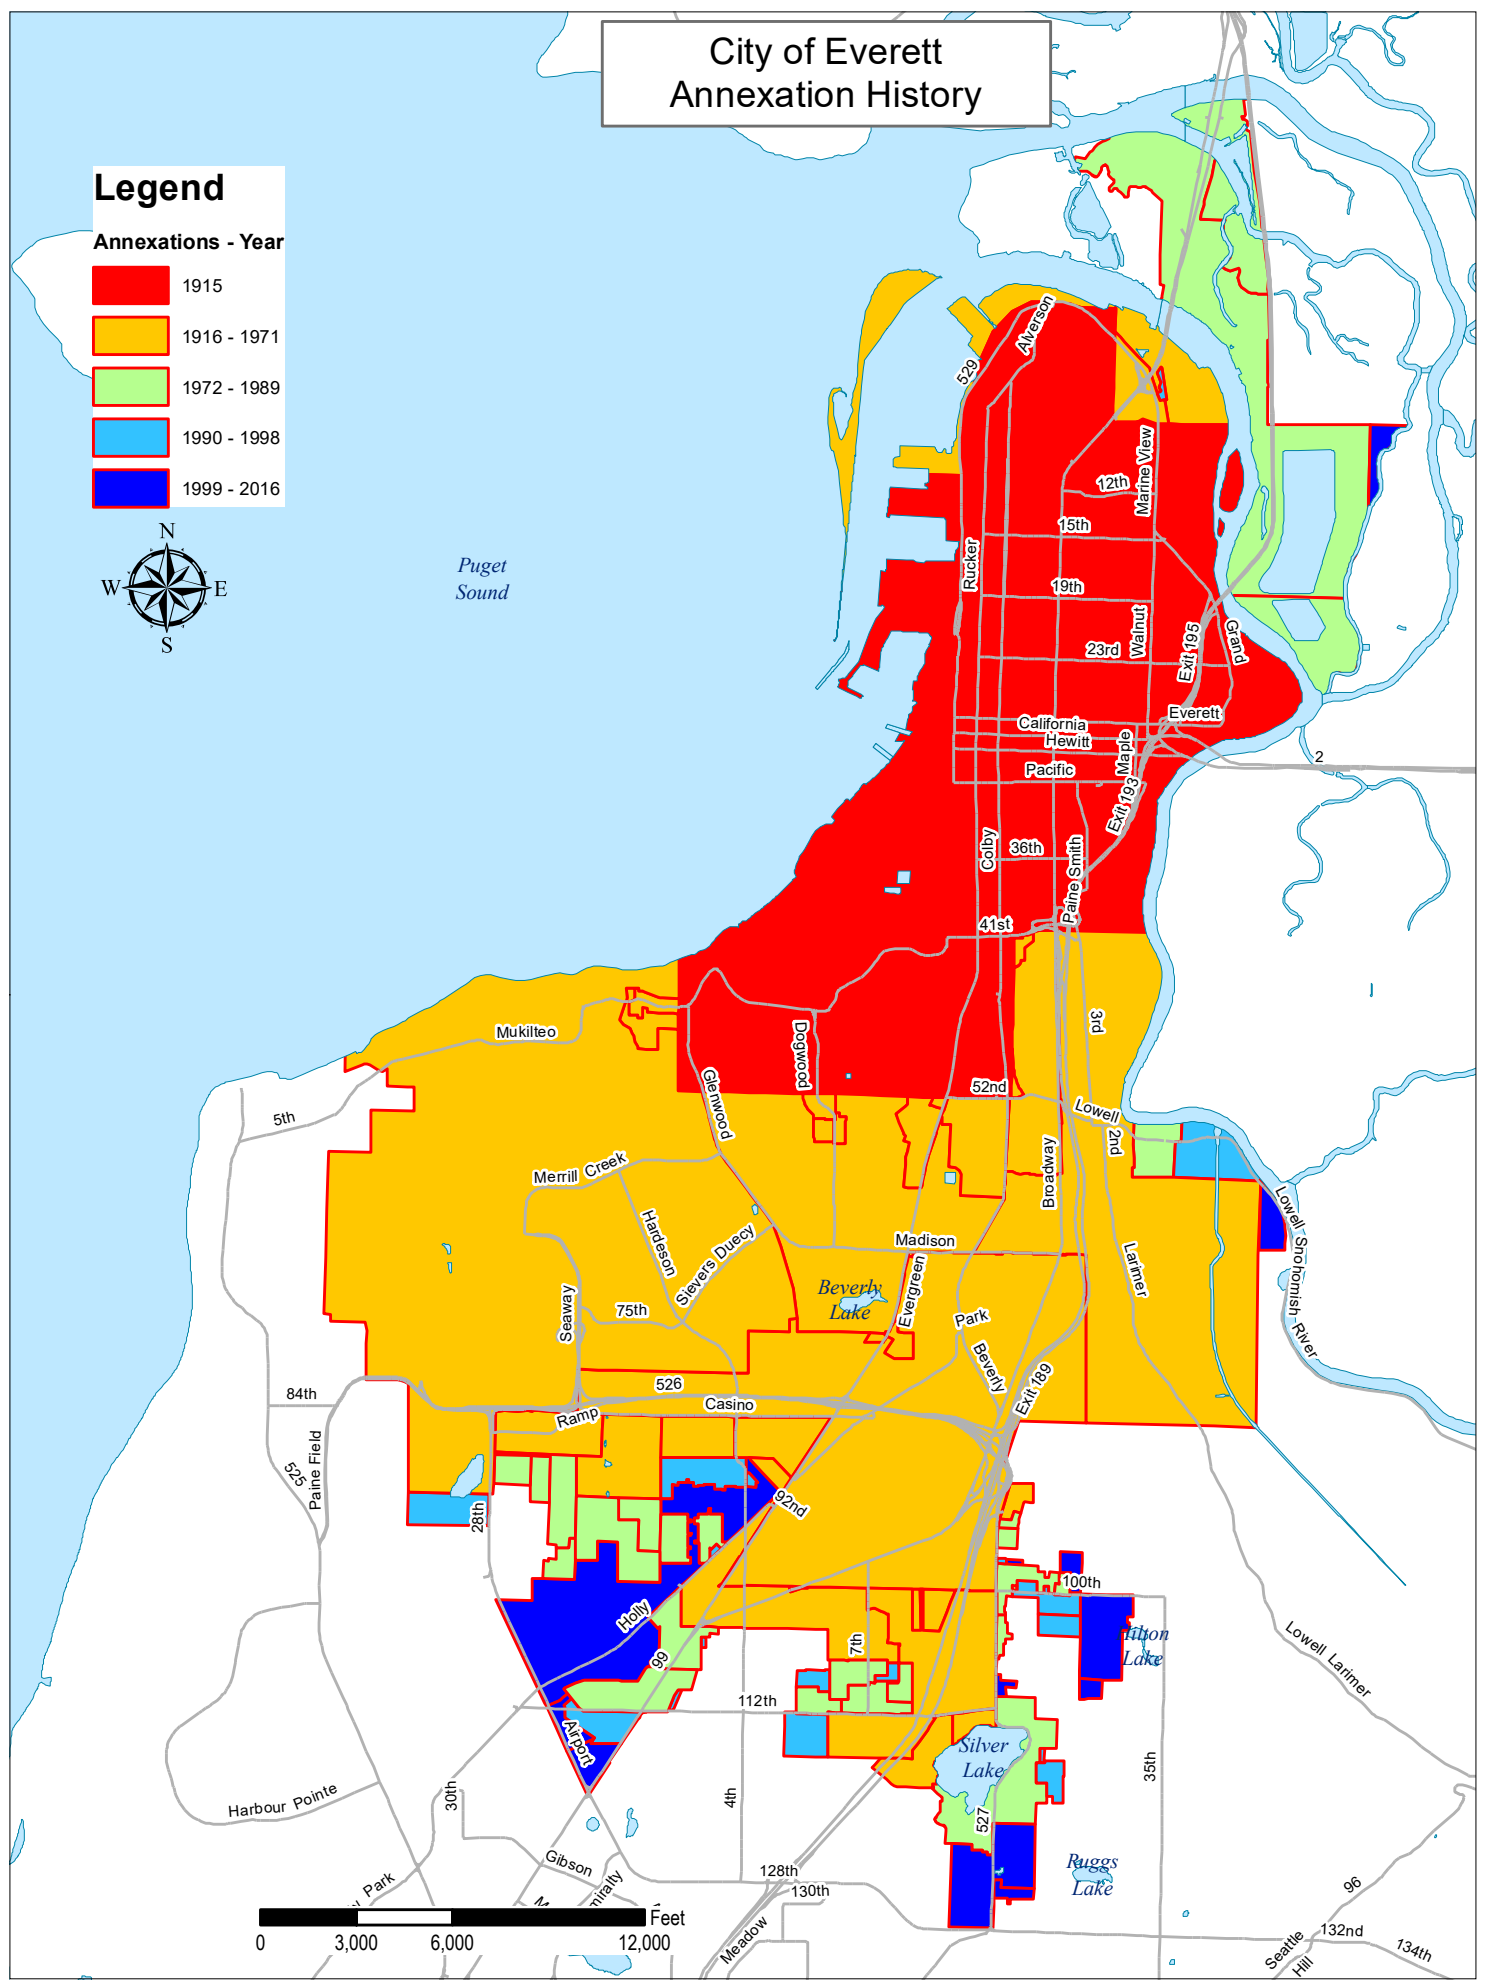 City of Everett
Annexation History
Legend
Annexations - Year
1915
1916 - 1971
1972 - 1989
1990 - 1998
1999 - 2016
N
W
E
S
Puget
Sound
Alverson
529
Marine View
12th
15th
Rucker
19th
Walnut
Grand
Exit 195
23rd
Everett
California
Hewitt
Maple
2
Pacific
Exit 193
Colby
36th
Paine Smith
41st
3rd
Mukilteo
Dogwood
Glenwood
52nd
Lowell
5th
2nd
Merrill Creek
Broadway
Hardeson
Sievers Duecy
Madison
Larimer
Lowell Snohomish River
Beverly
Lake
Evergreen
Seaway
75th
Park
Beverly
526
Exit 189
84th
Casino
Ramp
525
Paine Field
28th
92nd
100th
Holly
Lake
99
7th
Lowell Larimer
112th
Airport
Silver
Lake
35th
30th
4th
Harbour Pointe
527
Gibson
128th
130th
Ruggs
Lake
96
Park
Meadow
132nd
134th
Seattle
Hill
Feet
0
3,000
6,000
12,000